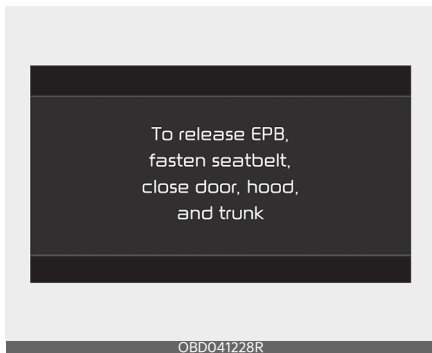 To release EPB,
fasten seatbelt,
close door, hood,
and trunk
OBD041228R